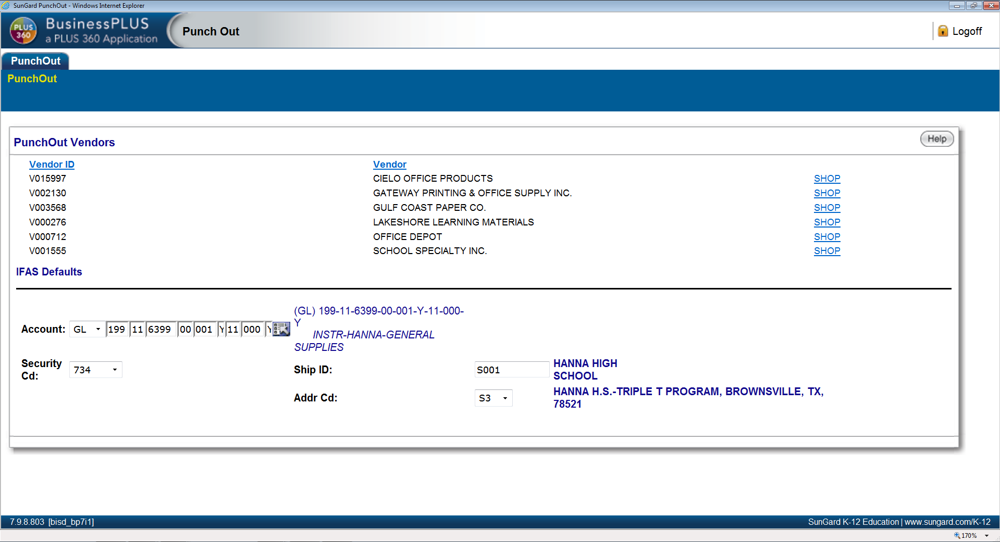 SunGard PunchOut - Windows Internet Explorer
PLUS 360
BusinessPLUS
a PLUS 360 Application
Punch Out
Logoff
PunchOut
PunchOut
PunchOut Vendors
Help
Vendor ID Vendor
V015997 CIELO OFFICE PRODUCTS SHOP
V002130 GATEWAY PRINTING & OFFICE SUPPLY INC. SHOP
V003568 GULF COAST PAPER CO. SHOP
V000276 LAKESHORE LEARNING MATERIALS SHOP
V000712 OFFICE DEPOT SHOP
V001555 SCHOOL SPECIALTY INC. SHOP
IFAS Defaults
Account: GL 199 11 6399 00 001 Y 11 000 Y
(GL) 199-11-6399-00-001-Y-11-000-
Y
INSTR-HANNA-GENERAL
SUPPLIES
Security
Cd:
734
Ship ID: S001
HANNA HIGH
SCHOOL
Addr Cd: S3
HANNA H.S.-TRIPLE T PROGRAM, BROWNSVILLE, TX,
78521
7.9.8.803 [bisd_bp7i1]
SunGard K-12 Education | www.sungard.com/K-12
170%